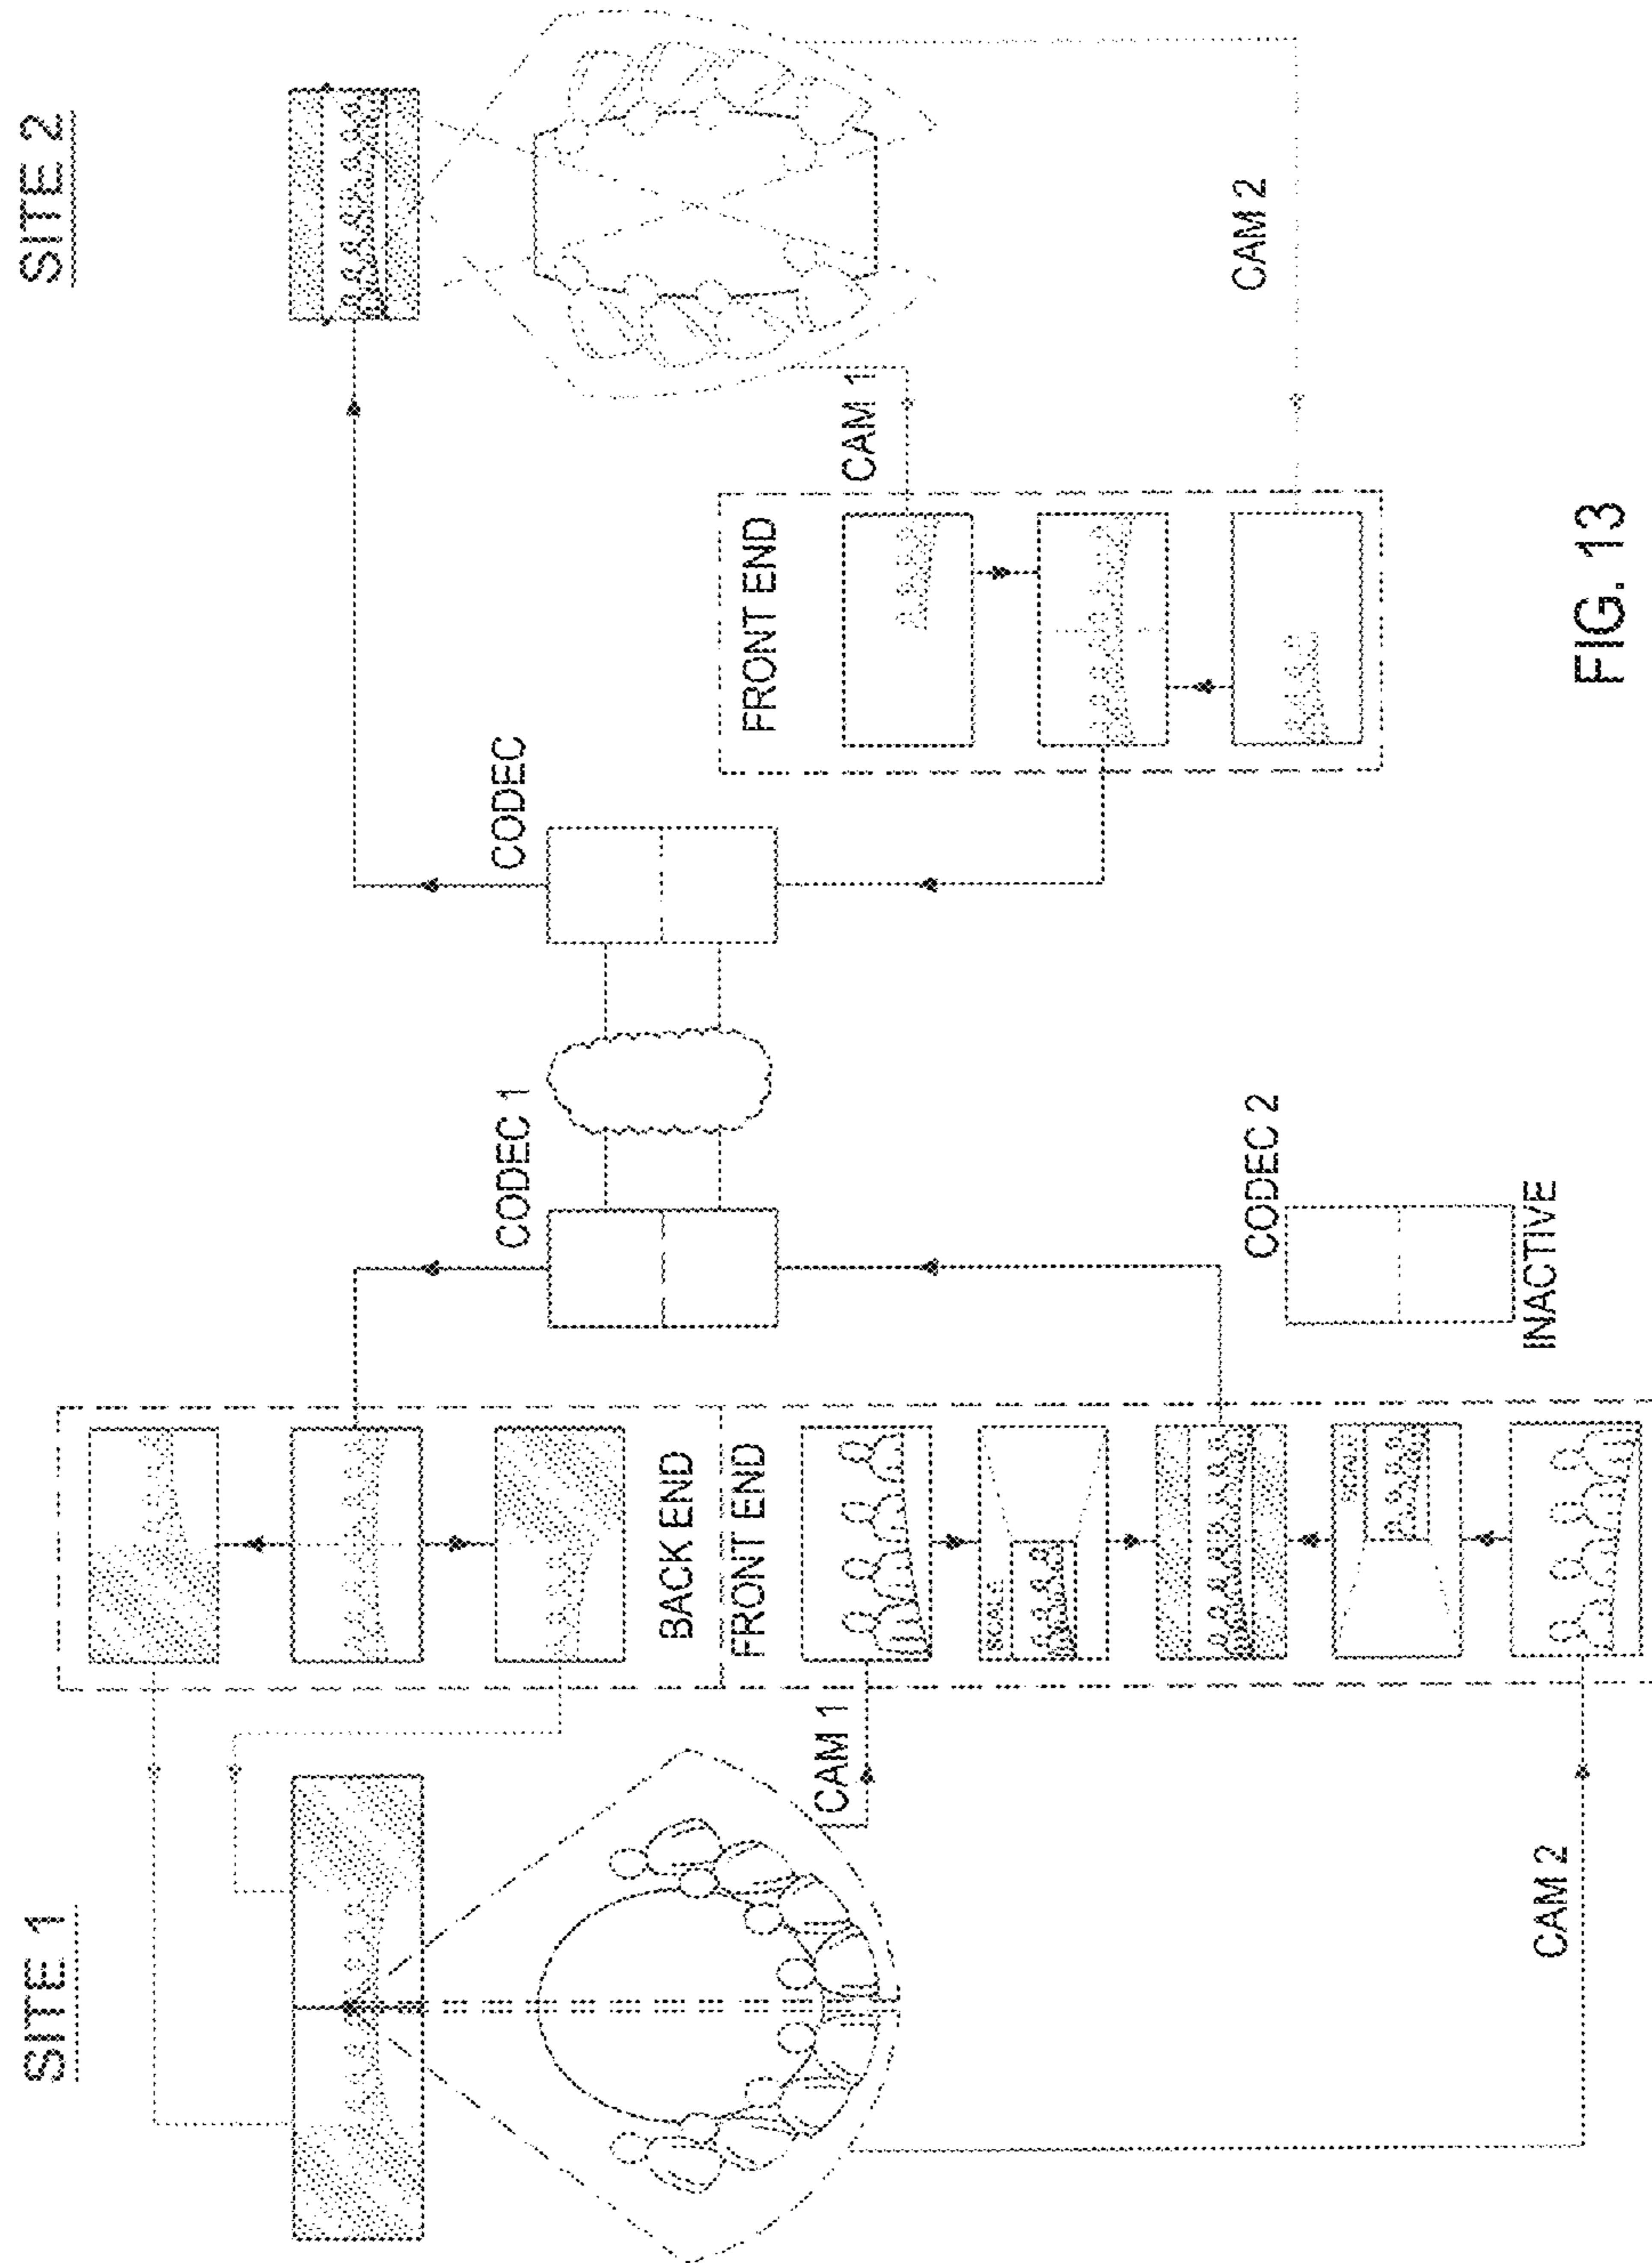 SITE 1
SITE 2
BACK END
FRONT END
CAM 1
SCALE
SCALE
CAM 2
CODEC 1
CODEC 2
INACTIVE
CODEC
FRONT END
CAM 1
CAM 2
FIG. 13